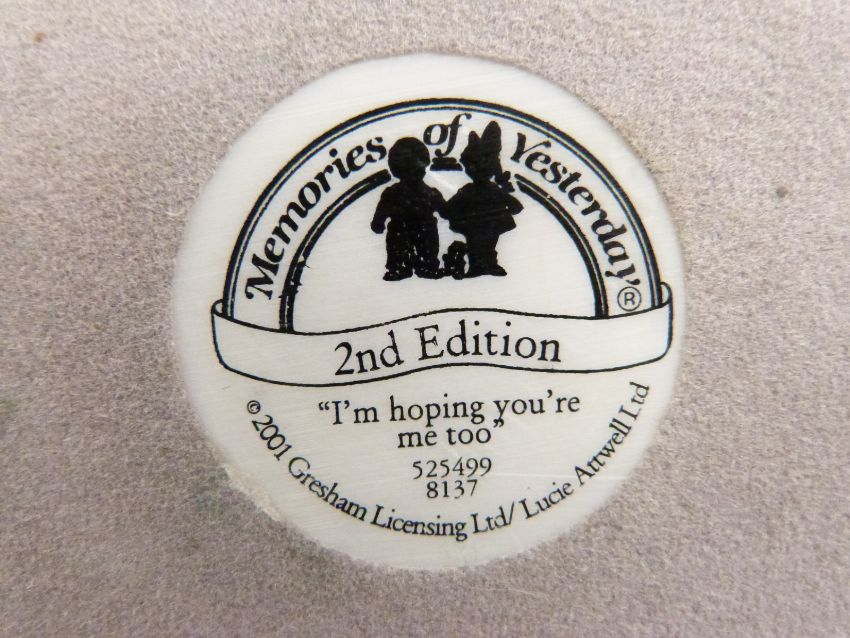 Memories of Yesterday®
2nd Edition
“I'm hoping you're
me too”
525499
8137
© 2001 Gresham Licensing Ltd/ Lucie Attwell Ltd